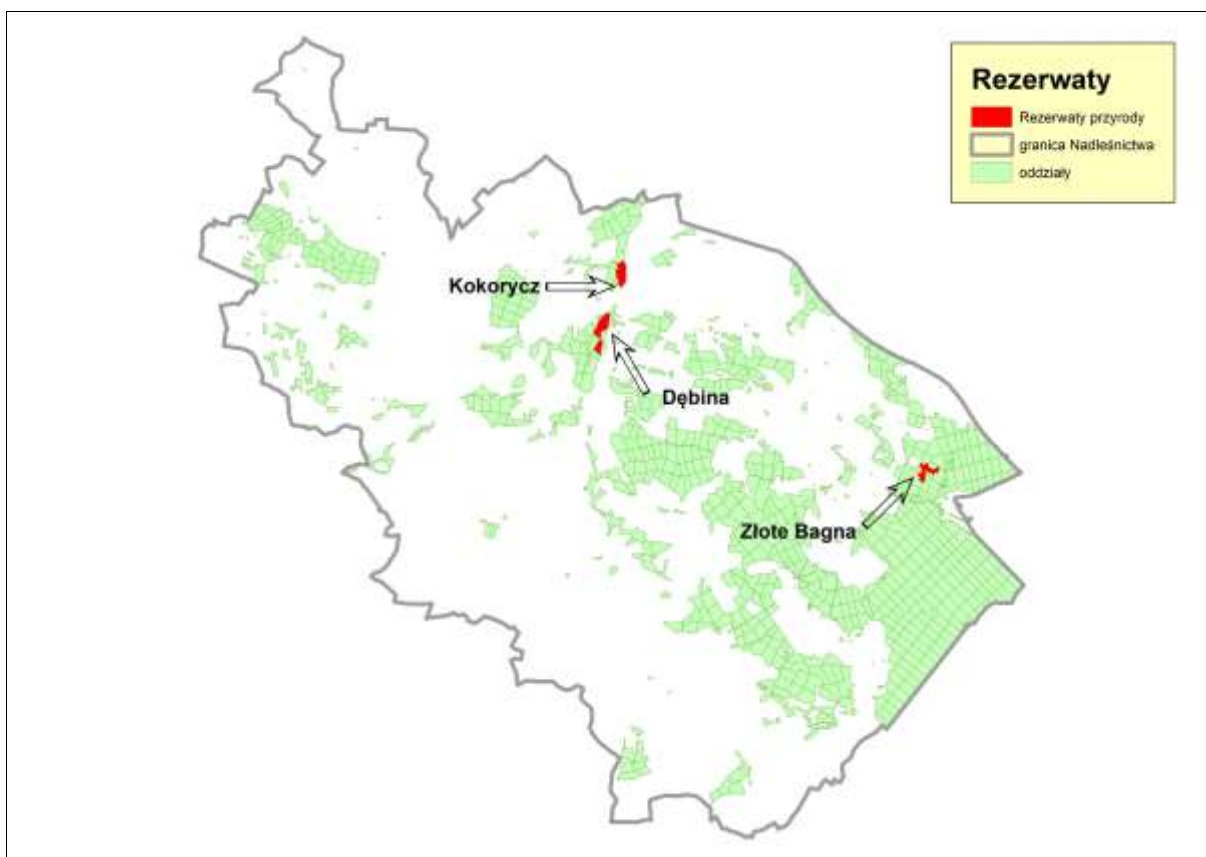 Rezerwaty
Rezerwaty przyrody
granica Nadleśnictwa
oddziały
Kokorycz
Dębina
Złote Bagna